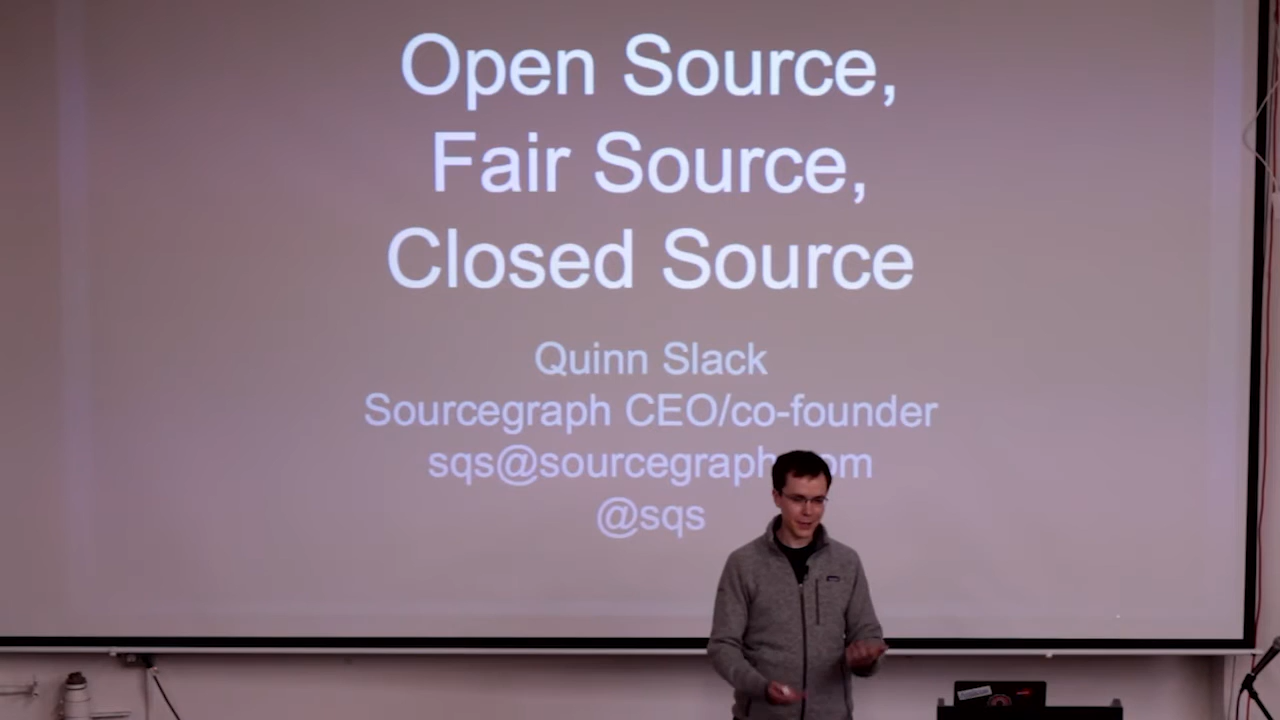 Open Source,
Fair Source,
Closed Source
Quinn Slack
Sourcegraph CEO/co-founder
sqs@sourcegraph om
@sqs